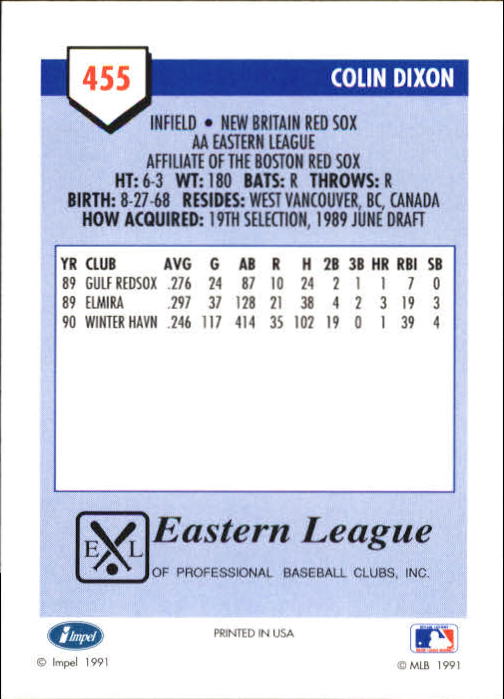 455
COLIN DIXON
INFIELD • NEW BRITAIN RED SOX
AA EASTERN LEAGUE
AFFILIATE OF THE BOSTON RED SOX
HT: 6-3 WT: 180 BATS: R THROWS: R
BIRTH: 8-27-68 RESIDES: WEST VANCOUVER, BC, CANADA
HOW ACQUIRED: 19TH SELECTION, 1989 JUNE DRAFT
YR CLUB AVG G AB R H 2B 3B HR RBI SB
89 GULF REDSOX .276 24 87 10 24 2 1 1 7 0
89 ELMIRA .297 37 128 21 38 4 2 3 19 3
90 WINTER HAVN .246 117 414 35 102 19 0 1 39 4
E L
Eastern League
OF PROFESSIONAL BASEBALL CLUBS, INC.
Impel
PRINTED IN USA
© Impel 1991
© MLB 1991